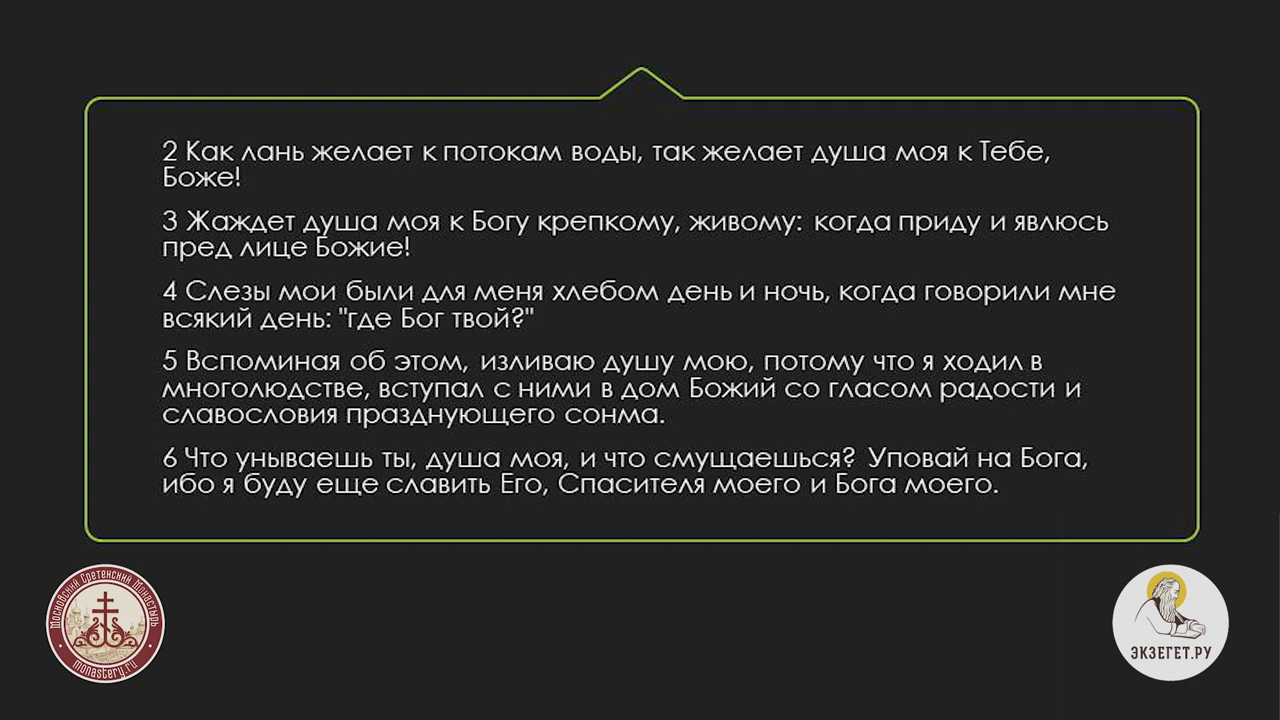 2 Как лань желает к потокам воды, так желает душа моя к Тебе,
Боже!
3 Жаждет душа моя к Богу крепкому, живому: когда приду и явлюсь
пред лице Божие!
4 Слезы мои были для меня хлебом день и ночь, когда говорили мне
всякий день: "где Бог твой?"
5 Вспоминая об этом, изливаю душу мою, потому что я ходил в
многолюдстве, вступал с ними в дом Божий со гласом радости и
славословия празднующего сонма.
6 Что унываешь ты, душа моя, и что смущаешься? Уповай на Бога,
ибо я буду еще славить Его, Спасителя моего и Бога моего.
Московский Сретенский Монастырь
monastery.ru
ЭКЗЕГЕТ.РУ